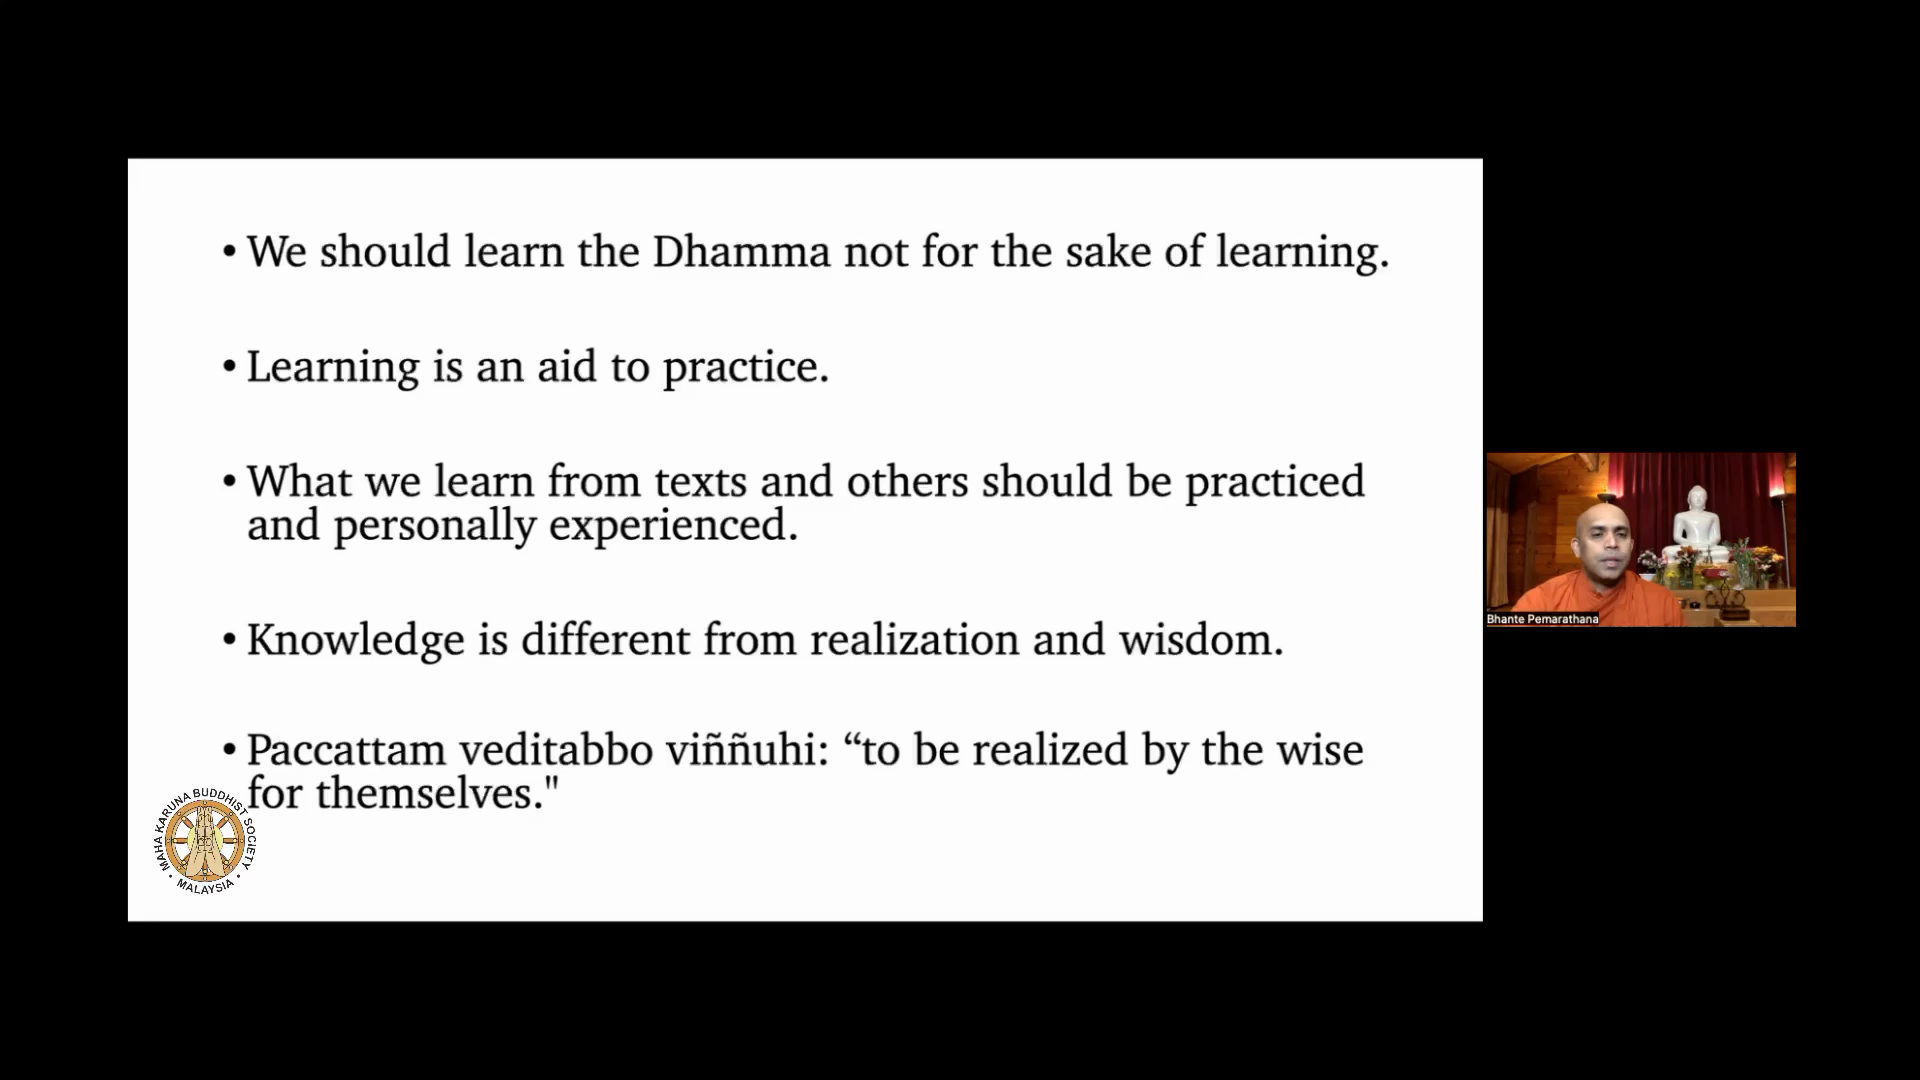 • We should learn the Dhamma not for the sake of learning.
• Learning is an aid to practice.
• What we learn from texts and others should be practiced
and personally experienced.
• Knowledge is different from realization and wisdom.
• Paccattam veditabbo viññuhi: “to be realized by the wise
for themselves."
MAHA KARUNA BUDDHIST SOCIETY
• MALAYSIA •
Bhante Pemarathana